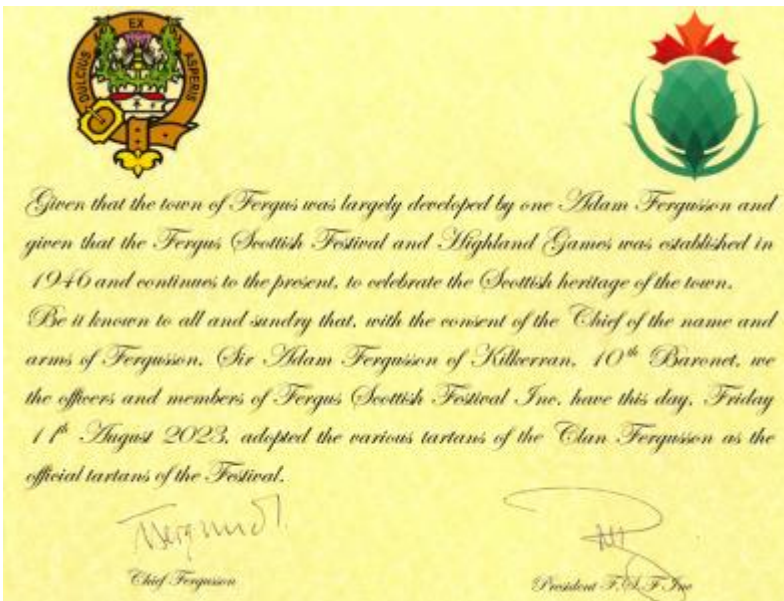 DULCIUS EX ASPERIS
Given that the town of Fergus was largely developed by one Adam Fergusson and
given that the Fergus Scottish Festival and Highland Games was established in
1946 and continues to the present, to celebrate the Scottish heritage of the town.
Be it known to all and sundry that, with the consent of the Chief of the name and
arms of Fergusson, Sir Adam Fergusson of Kilkerran, 10th Baronet, we
the officers and members of Fergus Scottish Festival Inc. have this day, Friday
11th August 2023, adopted the various tartans of the Clan Fergusson as the
official tartans of the Festival.
Chief Fergusson
President F.S.F Inc